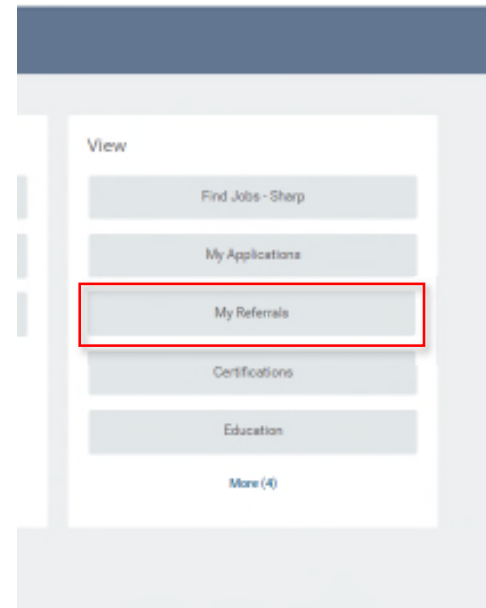 View
Find Jobs - Sharp
My Applications
My Referrals
Certifications
Education
More (4)